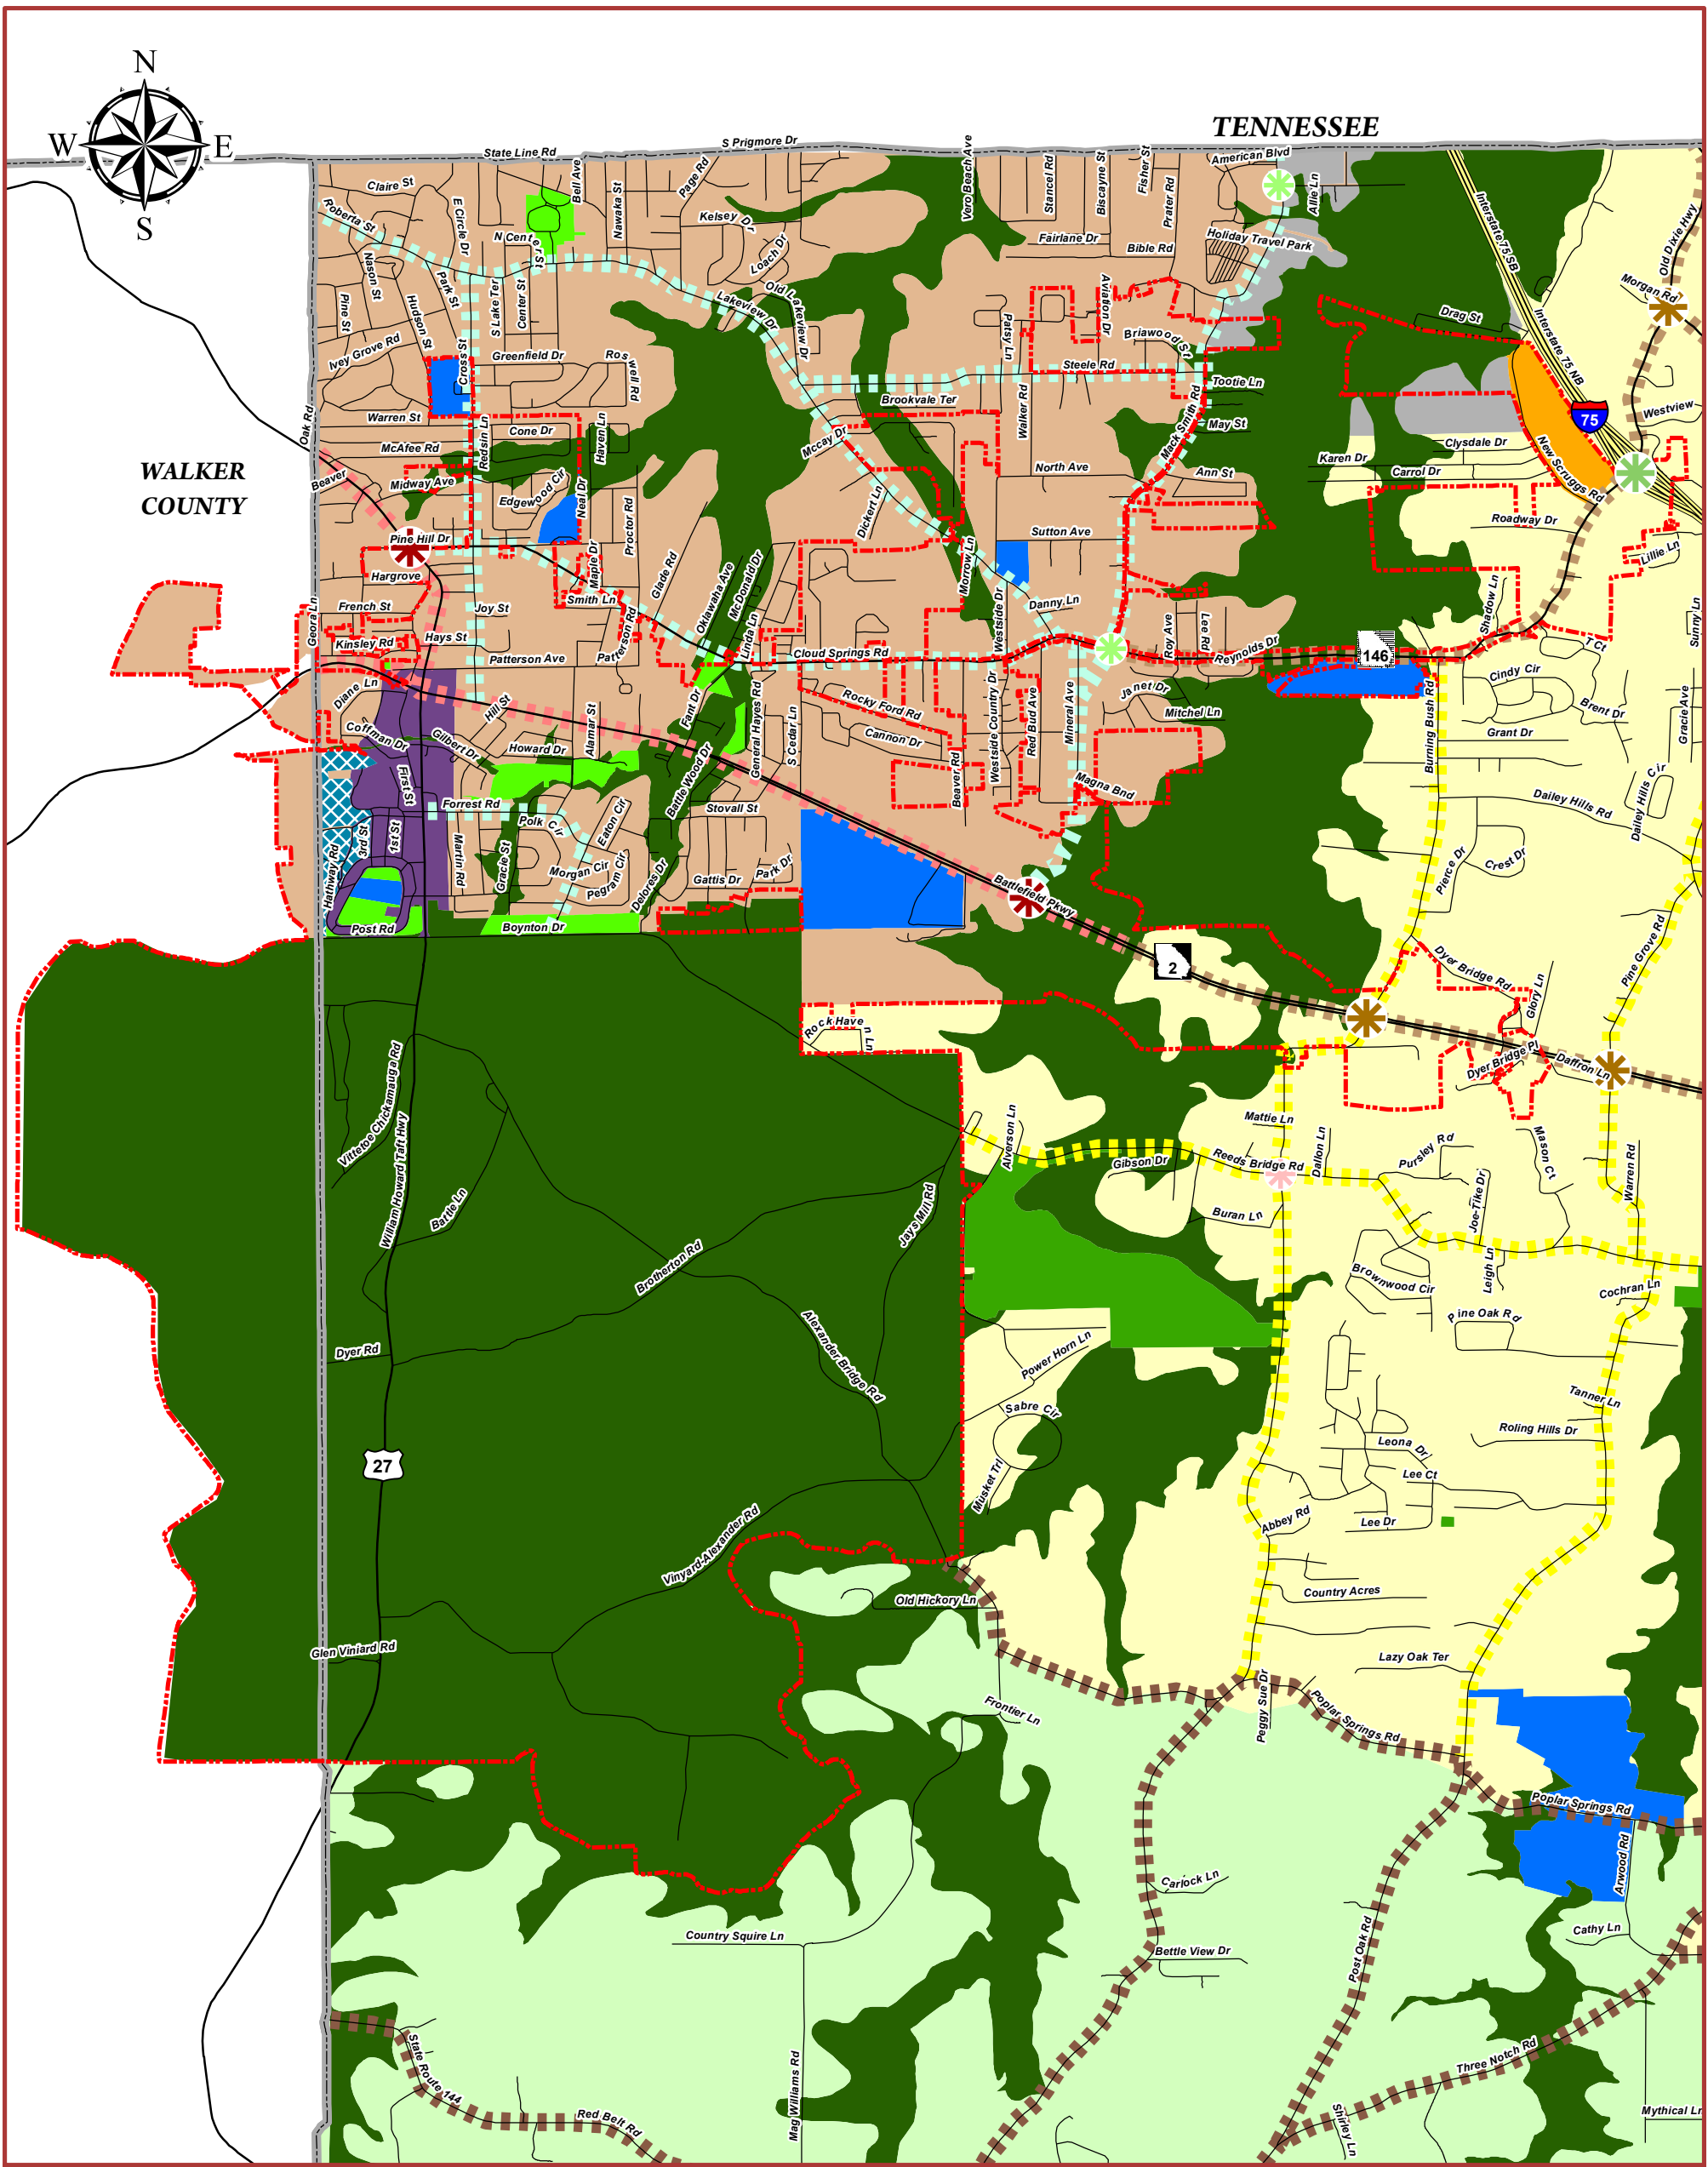 N
W
E
S
TENNESSEE
WALKER
COUNTY
State Line Rd
S Prigmore Dr
Vero Beach Ave
Stancel Rd
Biscayne St
Fisher St
Prater Rd
American Blvd
Allie Ln
Claire St
Roberta St
E Circle Dr
Bell Ave
Nawaka St
Page Rd
Kelsey Dr
Loach Dr
N Center St
Fairlane Dr
Bible Rd
Holiday Travel Park
Interstate 75 SB
Interstate 75 NB
Old Dixie Hwy
Morgan Rd
Nason St
Park St
Pine St
Hudson St
S Lake Ter
Center St
Lakeview Dr
Old Lakeview Dr
Aviation Dr
Patsy Ln
Briawood St
Drag St
Ivey Grove Rd
Cross St
Greenfield Dr
Roswell Rd
Steele Rd
Tootie Ln
Brookvale Ter
Walker Rd
Mack Smith Rd
May St
Westview
75
Oak Rd
Warren St
Redisin Ln
Cone Dr
Haven Ln
McAfee Rd
Mccay Dr
Clysdale Dr
Karen Dr
Carrol Dr
New Scruggs Rd
Beaver
Midway Ave
Edgewood Cir
Neal Dr
Proctor Rd
Dickert Ln
North Ave
Ann St
Roadway Dr
Pine Hill Dr
Sutton Ave
Lillie Ln
Hargrove
Maple Dr
Smith Ln
Glade Rd
Oklawaha Ave
McDonald Dr
Morrow Ln
Danny Ln
Shadow Ln
Sunny Ln
French St
Joy St
Geora Ln
Kinsley Rd
Hays St
Patterson Rd
Linda Ln
Westside Dr
Roy Ave
Lee Rd
Reynolds Dr
146
T Ct
Patterson Ave
Cloud Springs Rd
Cindy Cir
Brent Dr
Gracie Ave
Diane Ln
Hill St
Fant Dr
General Hayes Rd
S Cedar Ln
Rocky Ford Rd
Westside Country Dr
Red Bud Ave
Mineral Ave
Janet Dr
Mitchel Ln
Burning Bush Rd
Grant Dr
Coffman Dr
Gilbert Dr
Howard Dr
Alamar St
Cannon Dr
First St
Battle Wood Dr
Beaver Rd
Magna Bnd
Dailey Hills Rd
Dailey Hills Cir
Forrest Rd
Polk Cir
Eaton Cir
Stovall St
3rd St
1st St
Hathway Rd
Martin Rd
Gracie St
Morgan Cir
Pegram Cir
Delores Dr
Gattis Dr
Park Dr
Pierce Dr
Crest Dr
Battlefield Pkwy
Post Rd
Boynton Dr
2
Dyer Bridge Rd
Glory Ln
Pine Grove Rd
Rock Haven Ln
Dyer Bridge Pl
Daffron Ln
Vittetoe Chickamauga Rd
William Howard Taft Hwy
Battle Ln
Alverson Ln
Mattie Ln
Dallon Ln
Gibson Dr
Reeds Bridge Rd
Pursley Rd
Mason Ct
Warren Rd
Jays Mill Rd
Buran Ln
Joe-Tike Dr
Brotherton Rd
Leigh Ln
Brownwood Cir
Cochran Ln
Pine Oak Rd
Dyer Rd
Alexander Bridge Rd
Power Horn Ln
Sabre Cir
Tanner Ln
Roling Hills Dr
27
Leona Dr
Lee Ct
Musket Trl
Abbey Rd
Lee Dr
Vinyard-Alexander Rd
Old Hickory Ln
Country Acres
Glen Viniard Rd
Lazy Oak Ter
Frontier Ln
Peggy Sue Dr
Poplar Springs Rd
Poplar Springs Rd
Arwood Rd
Carlock Ln
Country Squire Ln
Bettle View Dr
Post Oak Rd
Cathy Ln
State Route 144
Red Belt Rd
Mag Williams Rd
Three Notch Rd
Shirley Ln
Mythical Ln